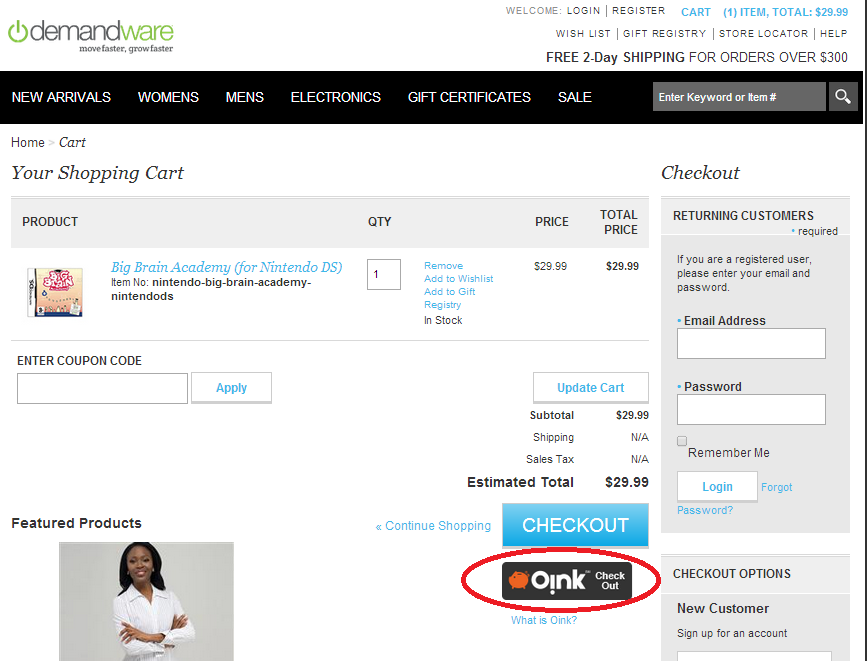 WELCOME: LOGIN | REGISTER CART (1) ITEM, TOTAL: $29.99
demandware
move faster, grow faster
WISH LIST | GIFT REGISTRY | STORE LOCATOR | HELP
FREE 2-Day SHIPPING FOR ORDERS OVER $300
NEW ARRIVALS WOMENS MENS ELECTRONICS GIFT CERTIFICATES SALE Enter Keyword or Item #
Home > Cart
Your Shopping Cart
PRODUCT QTY PRICE TOTAL PRICE
BIG BRAIN
Big Brain Academy (for Nintendo DS)
Item No: nintendo-big-brain-academy-
nintendods
1
Remove
Add to Wishlist
Add to Gift
Registry
In Stock
$29.99 $29.99
ENTER COUPON CODE
Apply
Update Cart
Subtotal $29.99
Shipping N/A
Sales Tax N/A
Estimated Total $29.99
« Continue Shopping CHECKOUT
Oink™ Check
Out
What is Oink?
Featured Products
Checkout
RETURNING CUSTOMERS
• required
If you are a registered user,
please enter your email and
password.
• Email Address
• Password
Remember Me
Login Forgot
Password?
CHECKOUT OPTIONS
New Customer
Sign up for an account